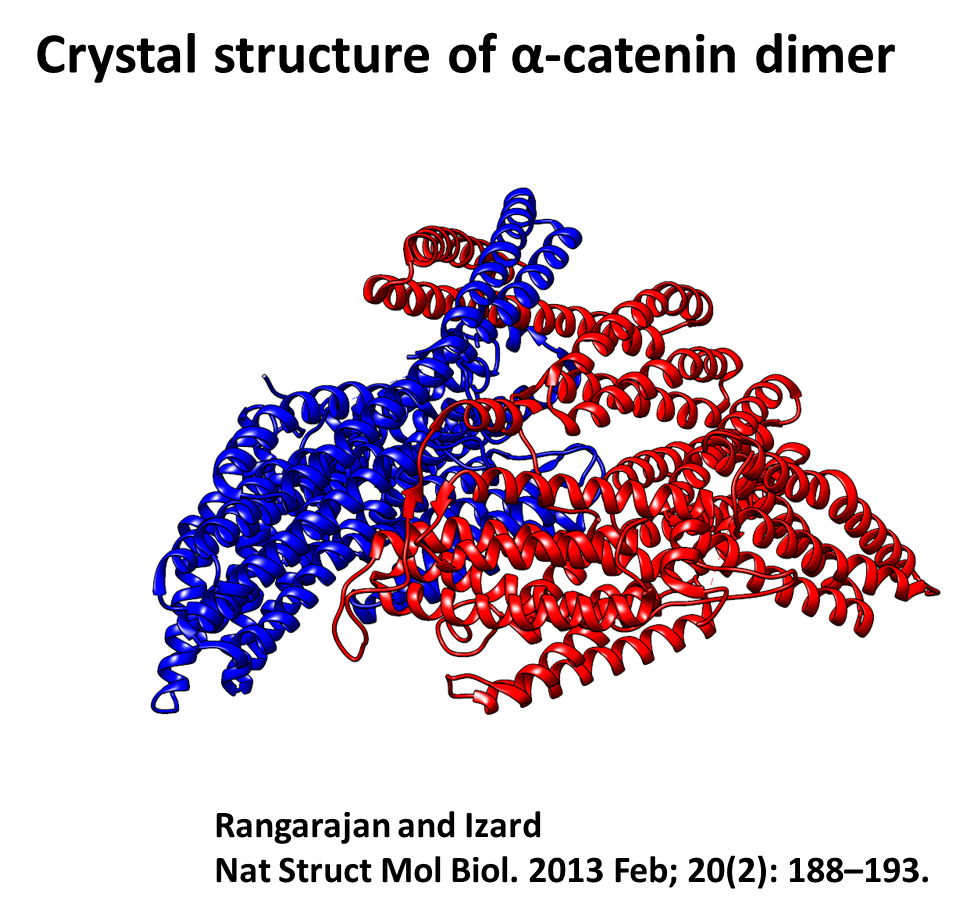 Crystal structure of α-catenin dimer
Rangarajan and Izard
Nat Struct Mol Biol. 2013 Feb; 20(2): 188–193.